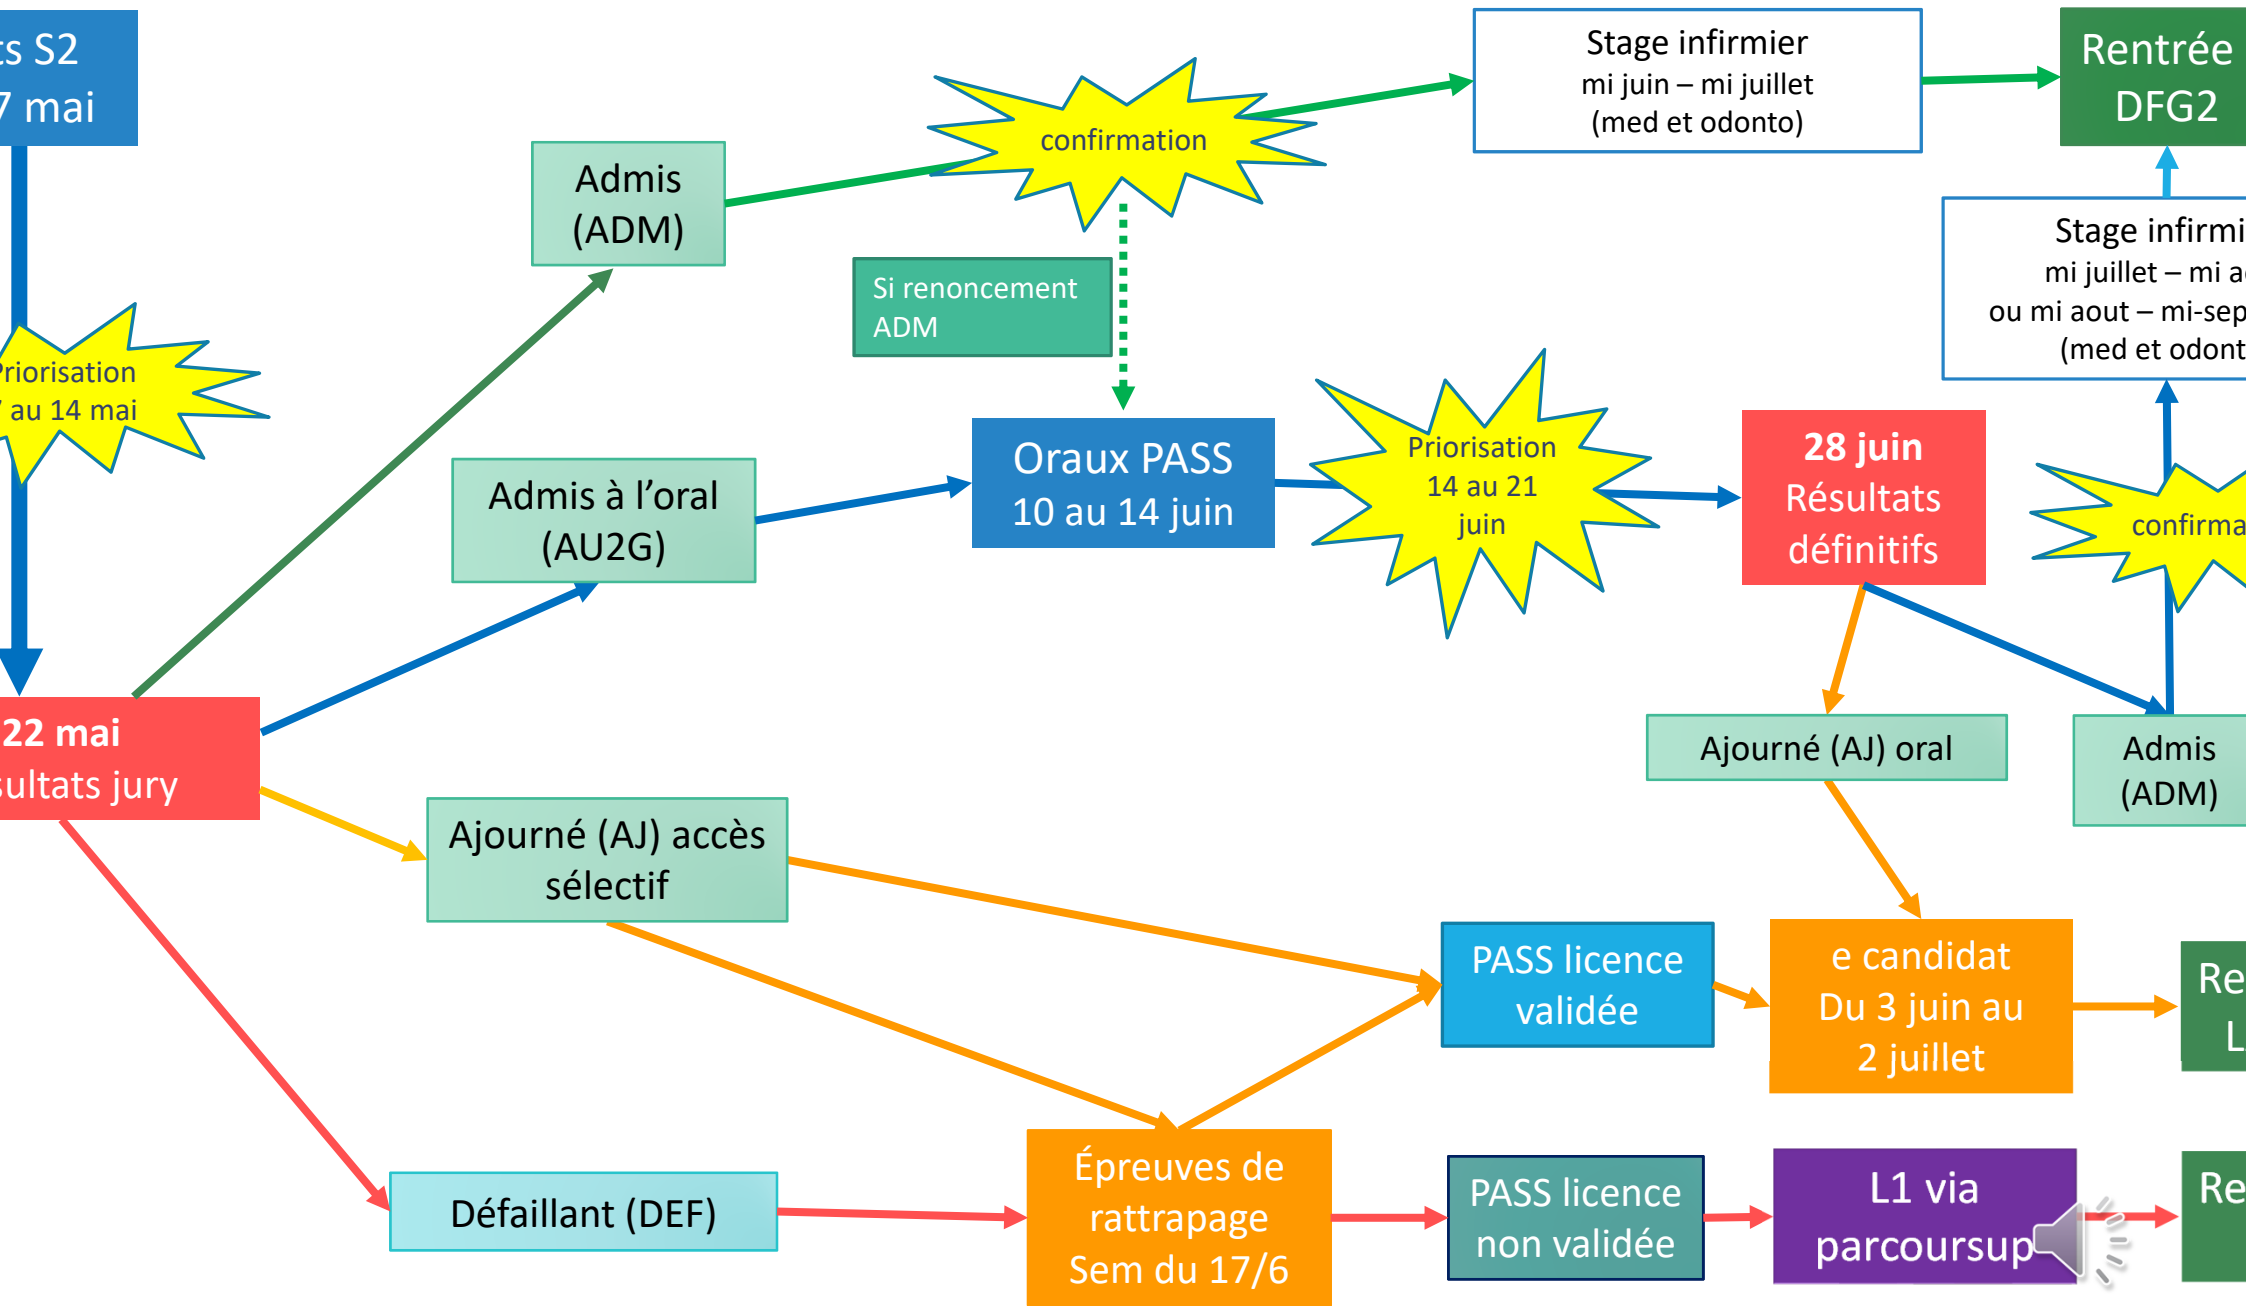 ts S2
7 mai
Priorisation
au 14 mai
22 mai
sultats jury
Admis
(ADM)
confirmation
Si renoncement
ADM
Stage infirmier
mi juin – mi juillet
(med et odonto)
Rentrée
DFG2
Stage infirmi
mi juillet – mi a
ou mi aout – mi-sep
(med et odont
Admis à l’oral
(AU2G)
Oraux PASS
10 au 14 juin
Priorisation
14 au 21
juin
28 juin
Résultats
définitifs
confirma
Ajourné (AJ) oral
Admis
(ADM)
Ajourné (AJ) accès
sélectif
PASS licence
validée
e candidat
Du 3 juin au
2 juillet
Re
L
Défaillant (DEF)
Épreuves de
rattrapage
Sem du 17/6
PASS licence
non validée
L1 via
parcoursup
Re